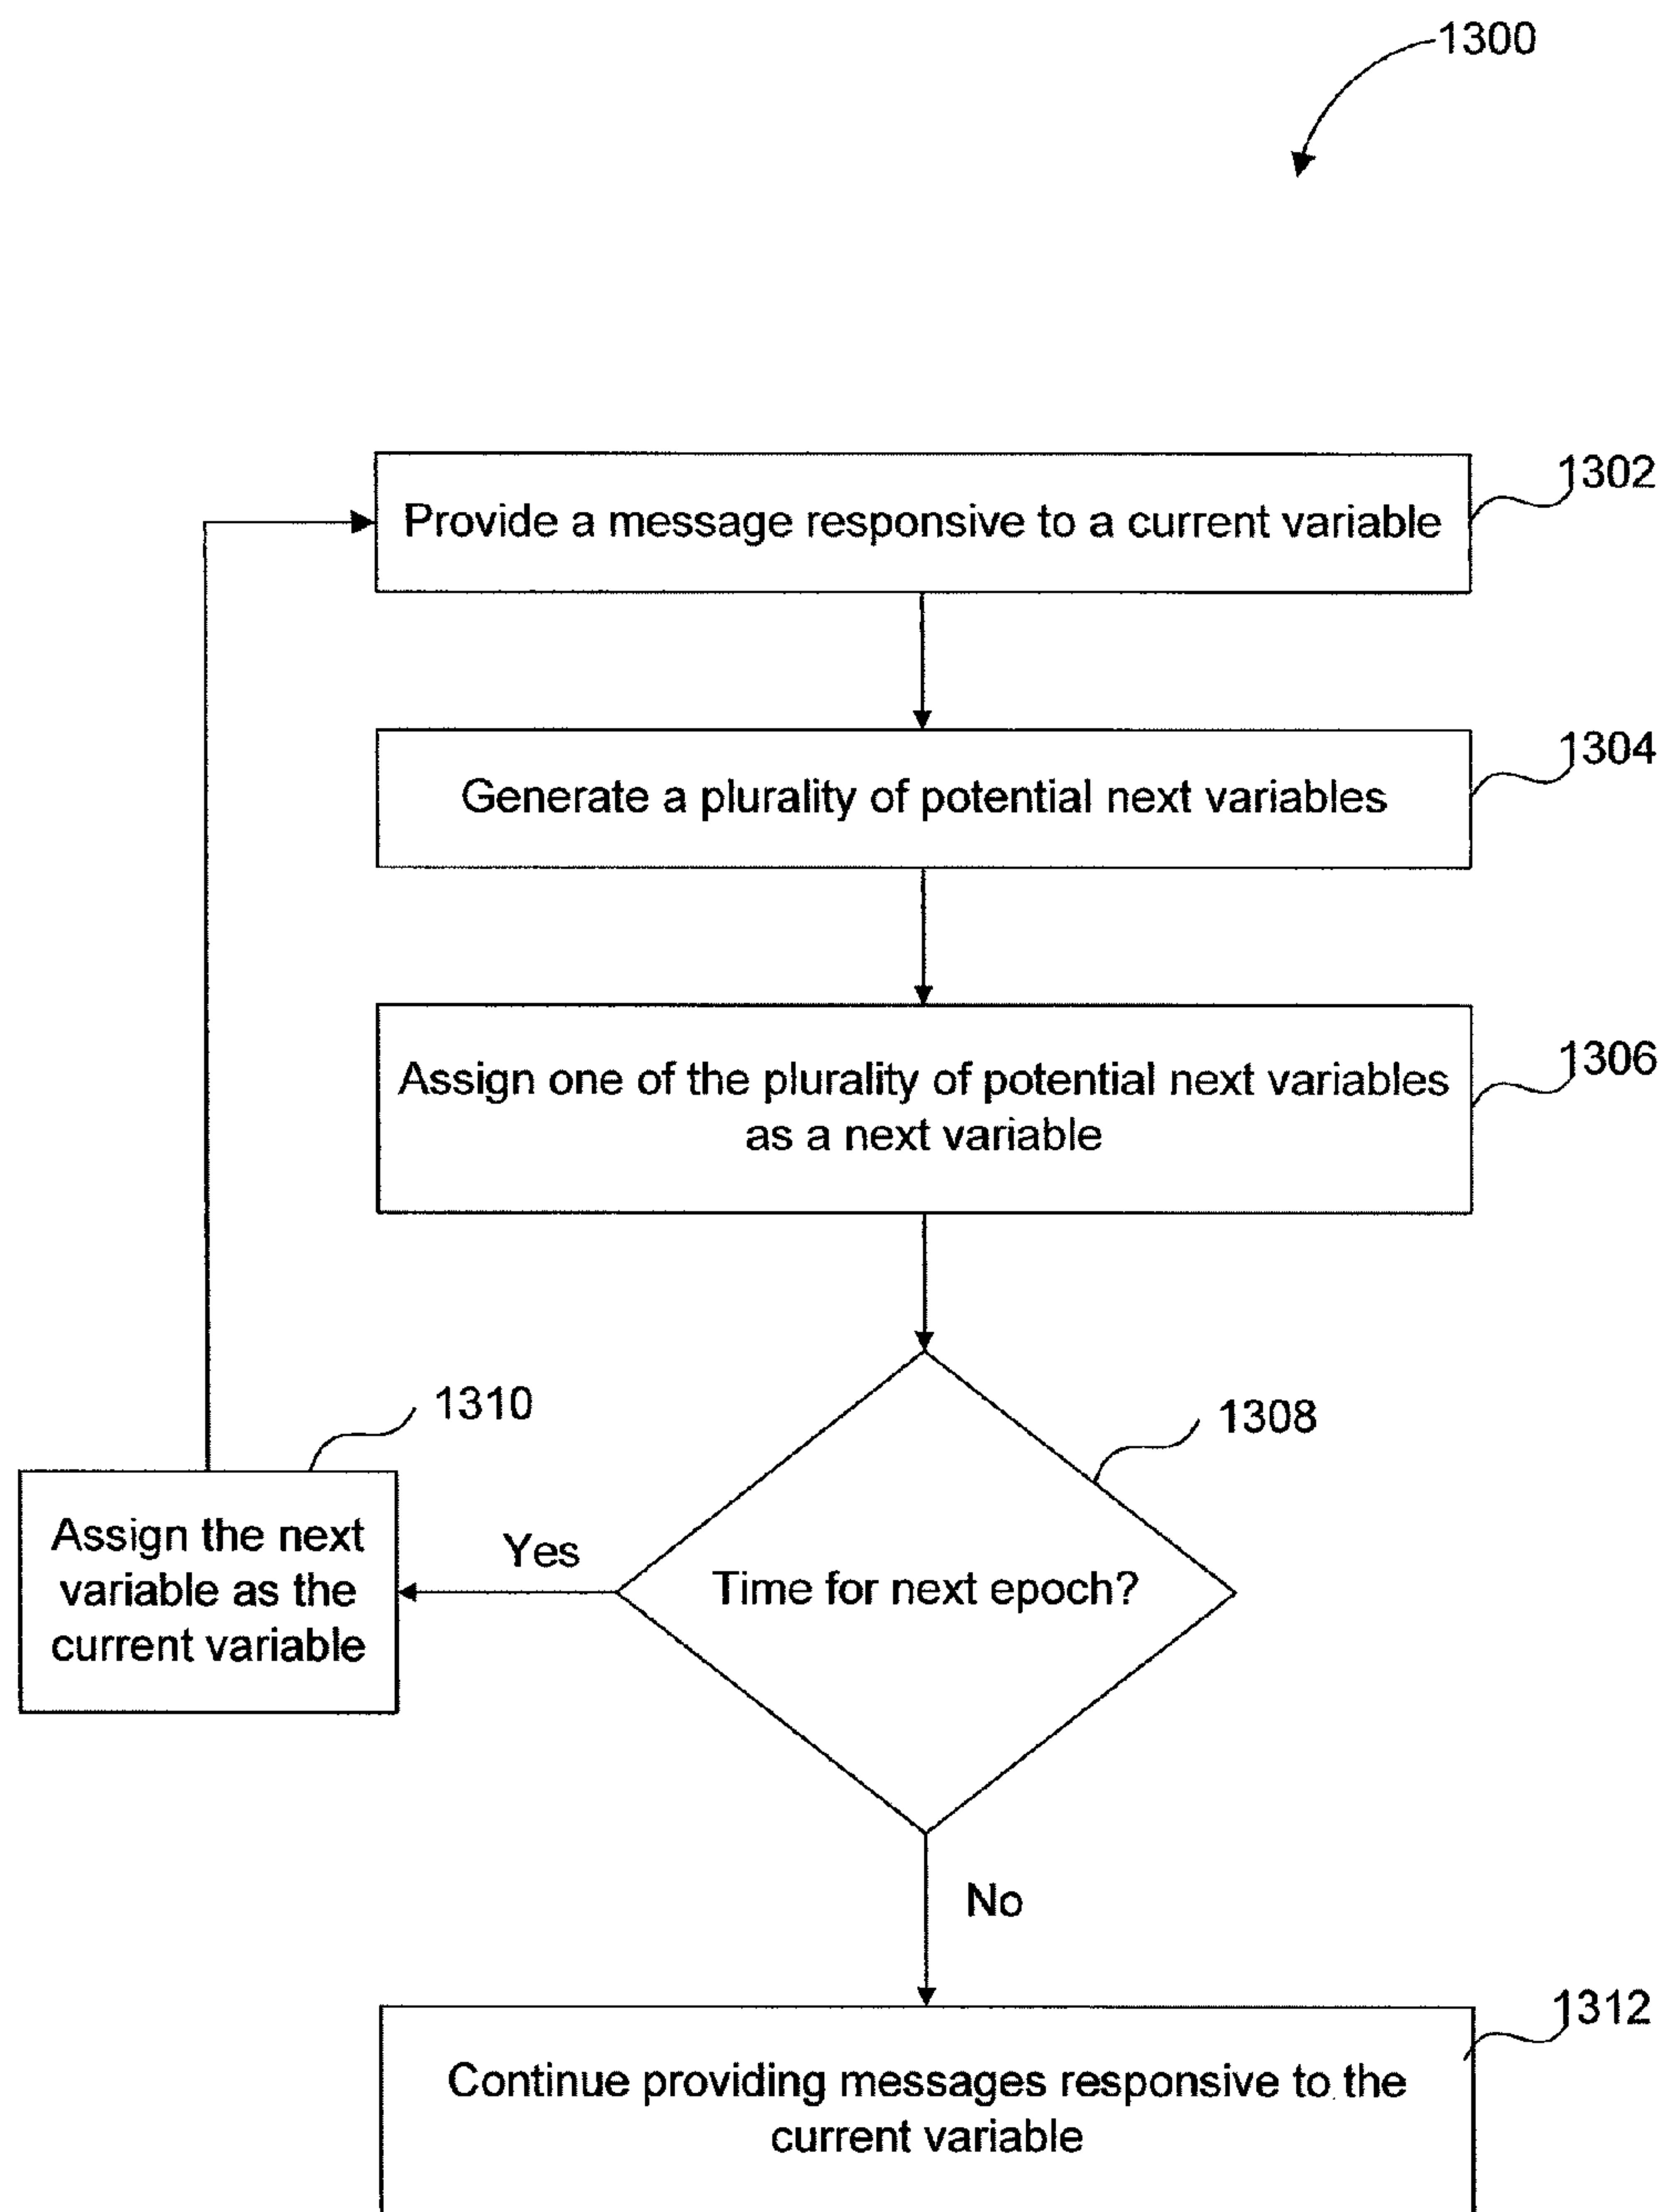 1300
Provide a message responsive to a current variable
1302
Generate a plurality of potential next variables
1304
Assign one of the plurality of potential next variables
as a next variable
1306
1310
1308
Assign the next
variable as the
current variable
Yes
Time for next epoch?
No
1312
Continue providing messages responsive to the
current variable